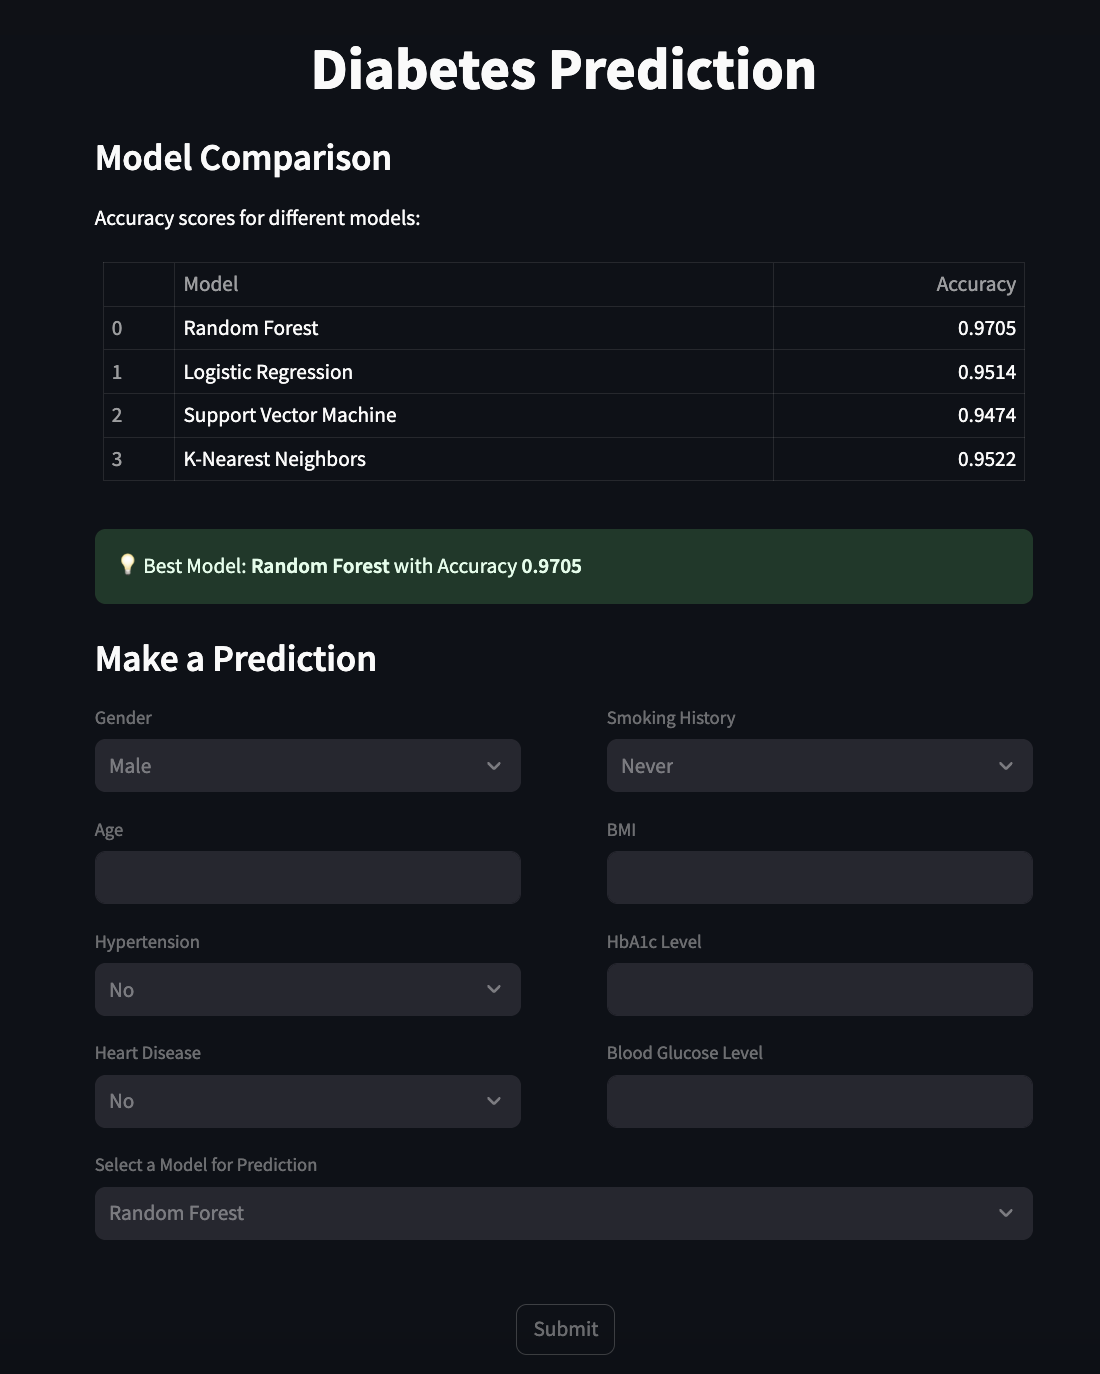 Diabetes Prediction
Model Comparison
Accuracy scores for different models:
Model Accuracy
0 Random Forest 0.9705
1 Logistic Regression 0.9514
2 Support Vector Machine 0.9474
3 K-Nearest Neighbors 0.9522
💡 Best Model: Random Forest with Accuracy 0.9705
Make a Prediction
Gender Smoking History
Male Never
Age BMI
Hypertension HbA1c Level
No
Heart Disease Blood Glucose Level
No
Select a Model for Prediction
Random Forest
Submit